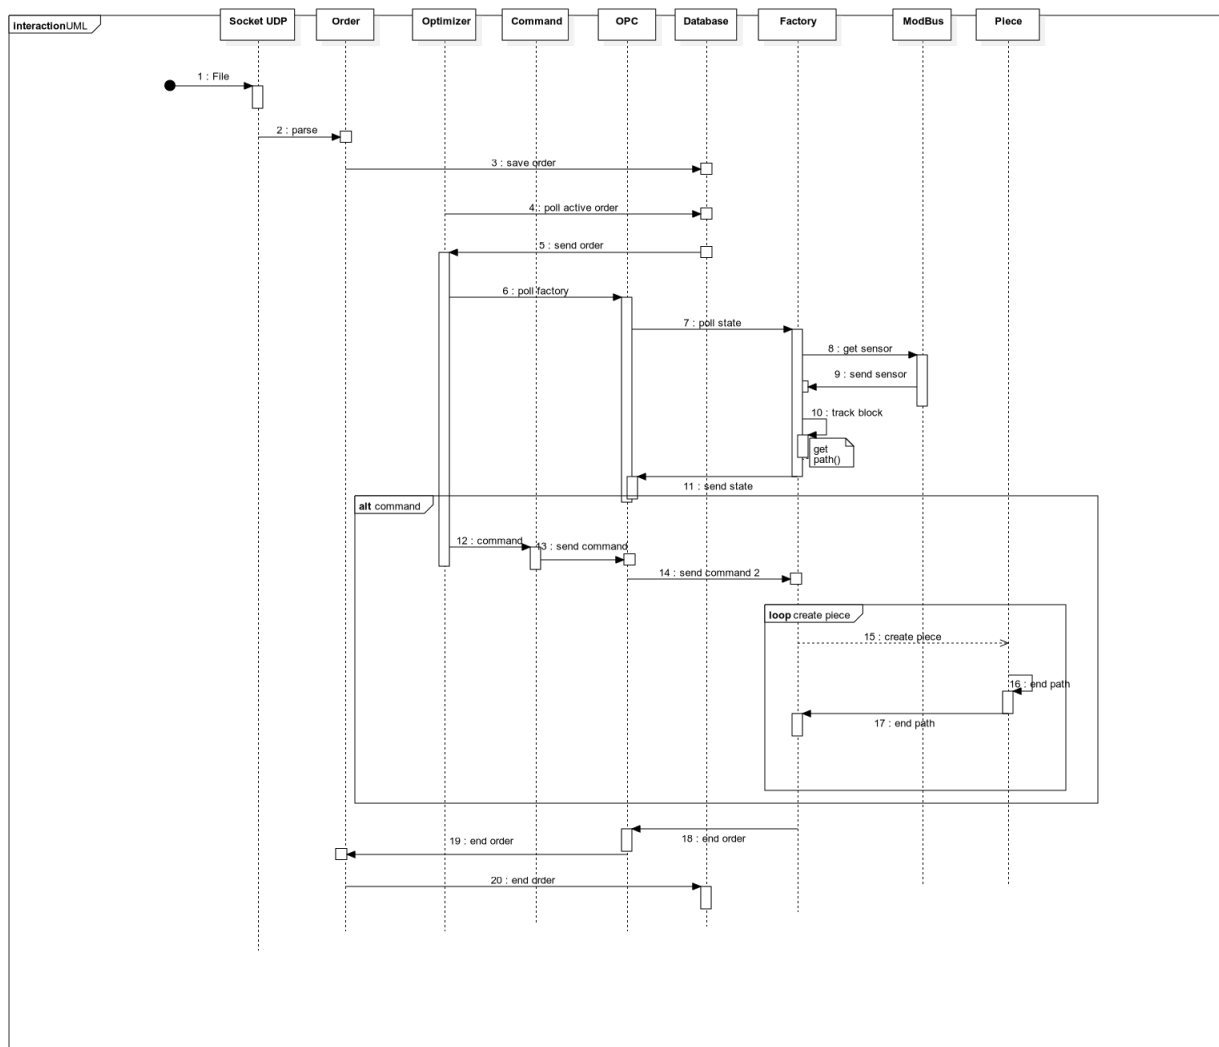 interactionUML
Socket UDP
Order
Optimizer
Command
OPC
Database
Factory
ModBus
Piece
1 : File
2 : parse
3 : save order
4 : poll active order
5 : send order
6 : poll factory
7 : poll state
8 : get sensor
9 : send sensor
10 : track block
get
path()
11 : send state
alt command
12 : command
13 : send command
14 : send command 2
loop create piece
15 : create piece
16 : end path
17 : end path
18 : end order
19 : end order
20 : end order